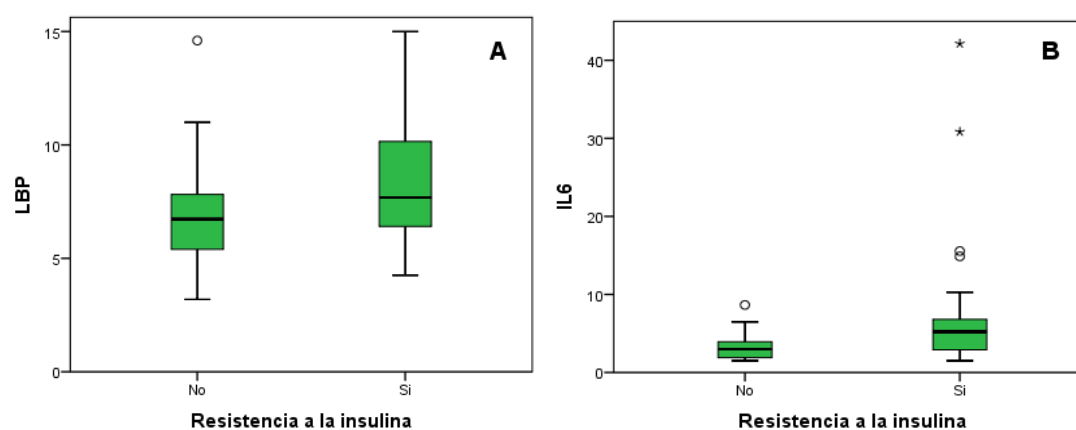 A
LBP
15
10
5
0
No
Si
Resistencia a la insulina
B
IL6
40
30
20
10
0
No
Si
Resistencia a la insulina